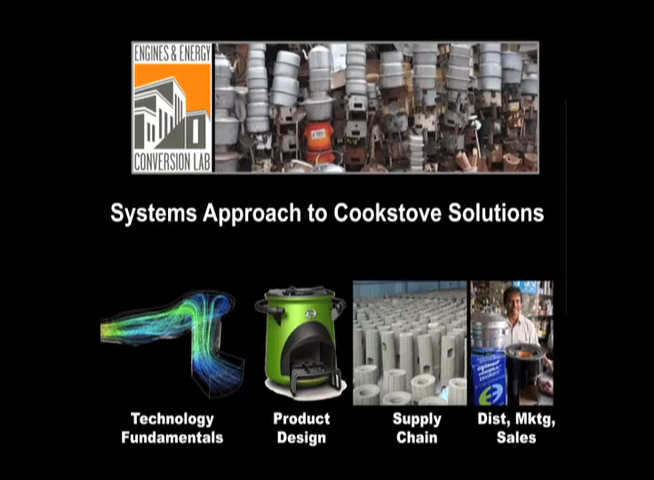 ENGINES & ENERGY
CONVERSION LAB
Systems Approach to Cookstove Solutions
Technology
Fundamentals
Product
Design
Supply
Chain
Dist, Mktg,
Sales